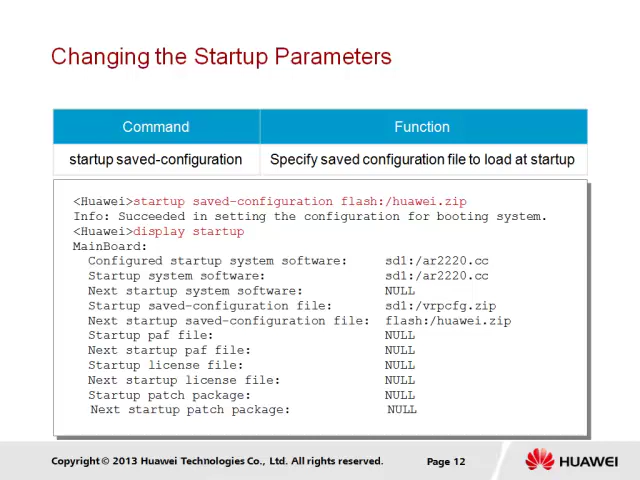 Changing the Startup Parameters
Command Function
startup saved-configuration Specify saved configuration file to load at startup
<Huawei>startup saved-configuration flash:/huawei.zip
Info: Succeeded in setting the configuration for booting system.
<Huawei>display startup
MainBoard:
Configured startup system software: sd1:/ar2220.cc
Startup system software: sd1:/ar2220.cc
Next startup system software: NULL
Startup saved-configuration file: sd1:/vrpcfg.zip
Next startup saved-configuration file: flash:/huawei.zip
Startup paf file: NULL
Next startup paf file: NULL
Startup license file: NULL
Next startup license file: NULL
Startup patch package: NULL
Next startup patch package: NULL
Copyright © 2013 Huawei Technologies Co., Ltd. All rights reserved. Page 12 HUAWEI